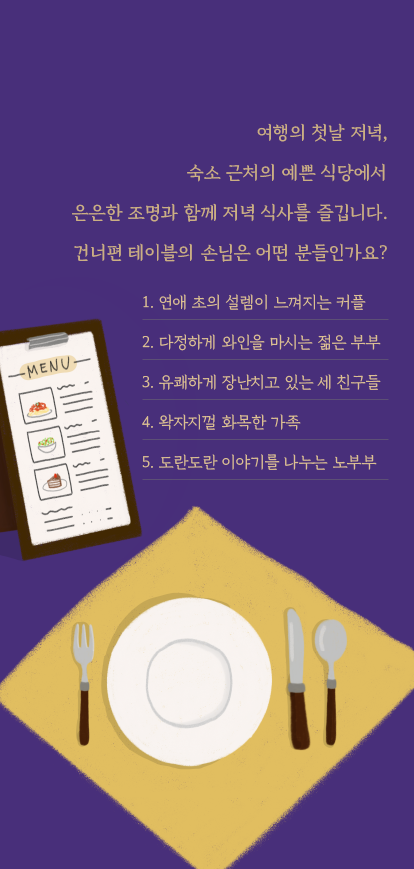 여행의 첫날 저녁,
숙소 근처의 예쁜 식당에서
은은한 조명과 함께 저녁 식사를 즐깁니다.
건너편 테이블의 손님은 어떤 분들인가요?
1. 연애 초의 설렘이 느껴지는 커플
2. 다정하게 와인을 마시는 젊은 부부
3. 유쾌하게 장난치고 있는 세 친구들
4. 왁자지껄 화목한 가족
5. 도란도란 이야기를 나누는 노부부
MENU